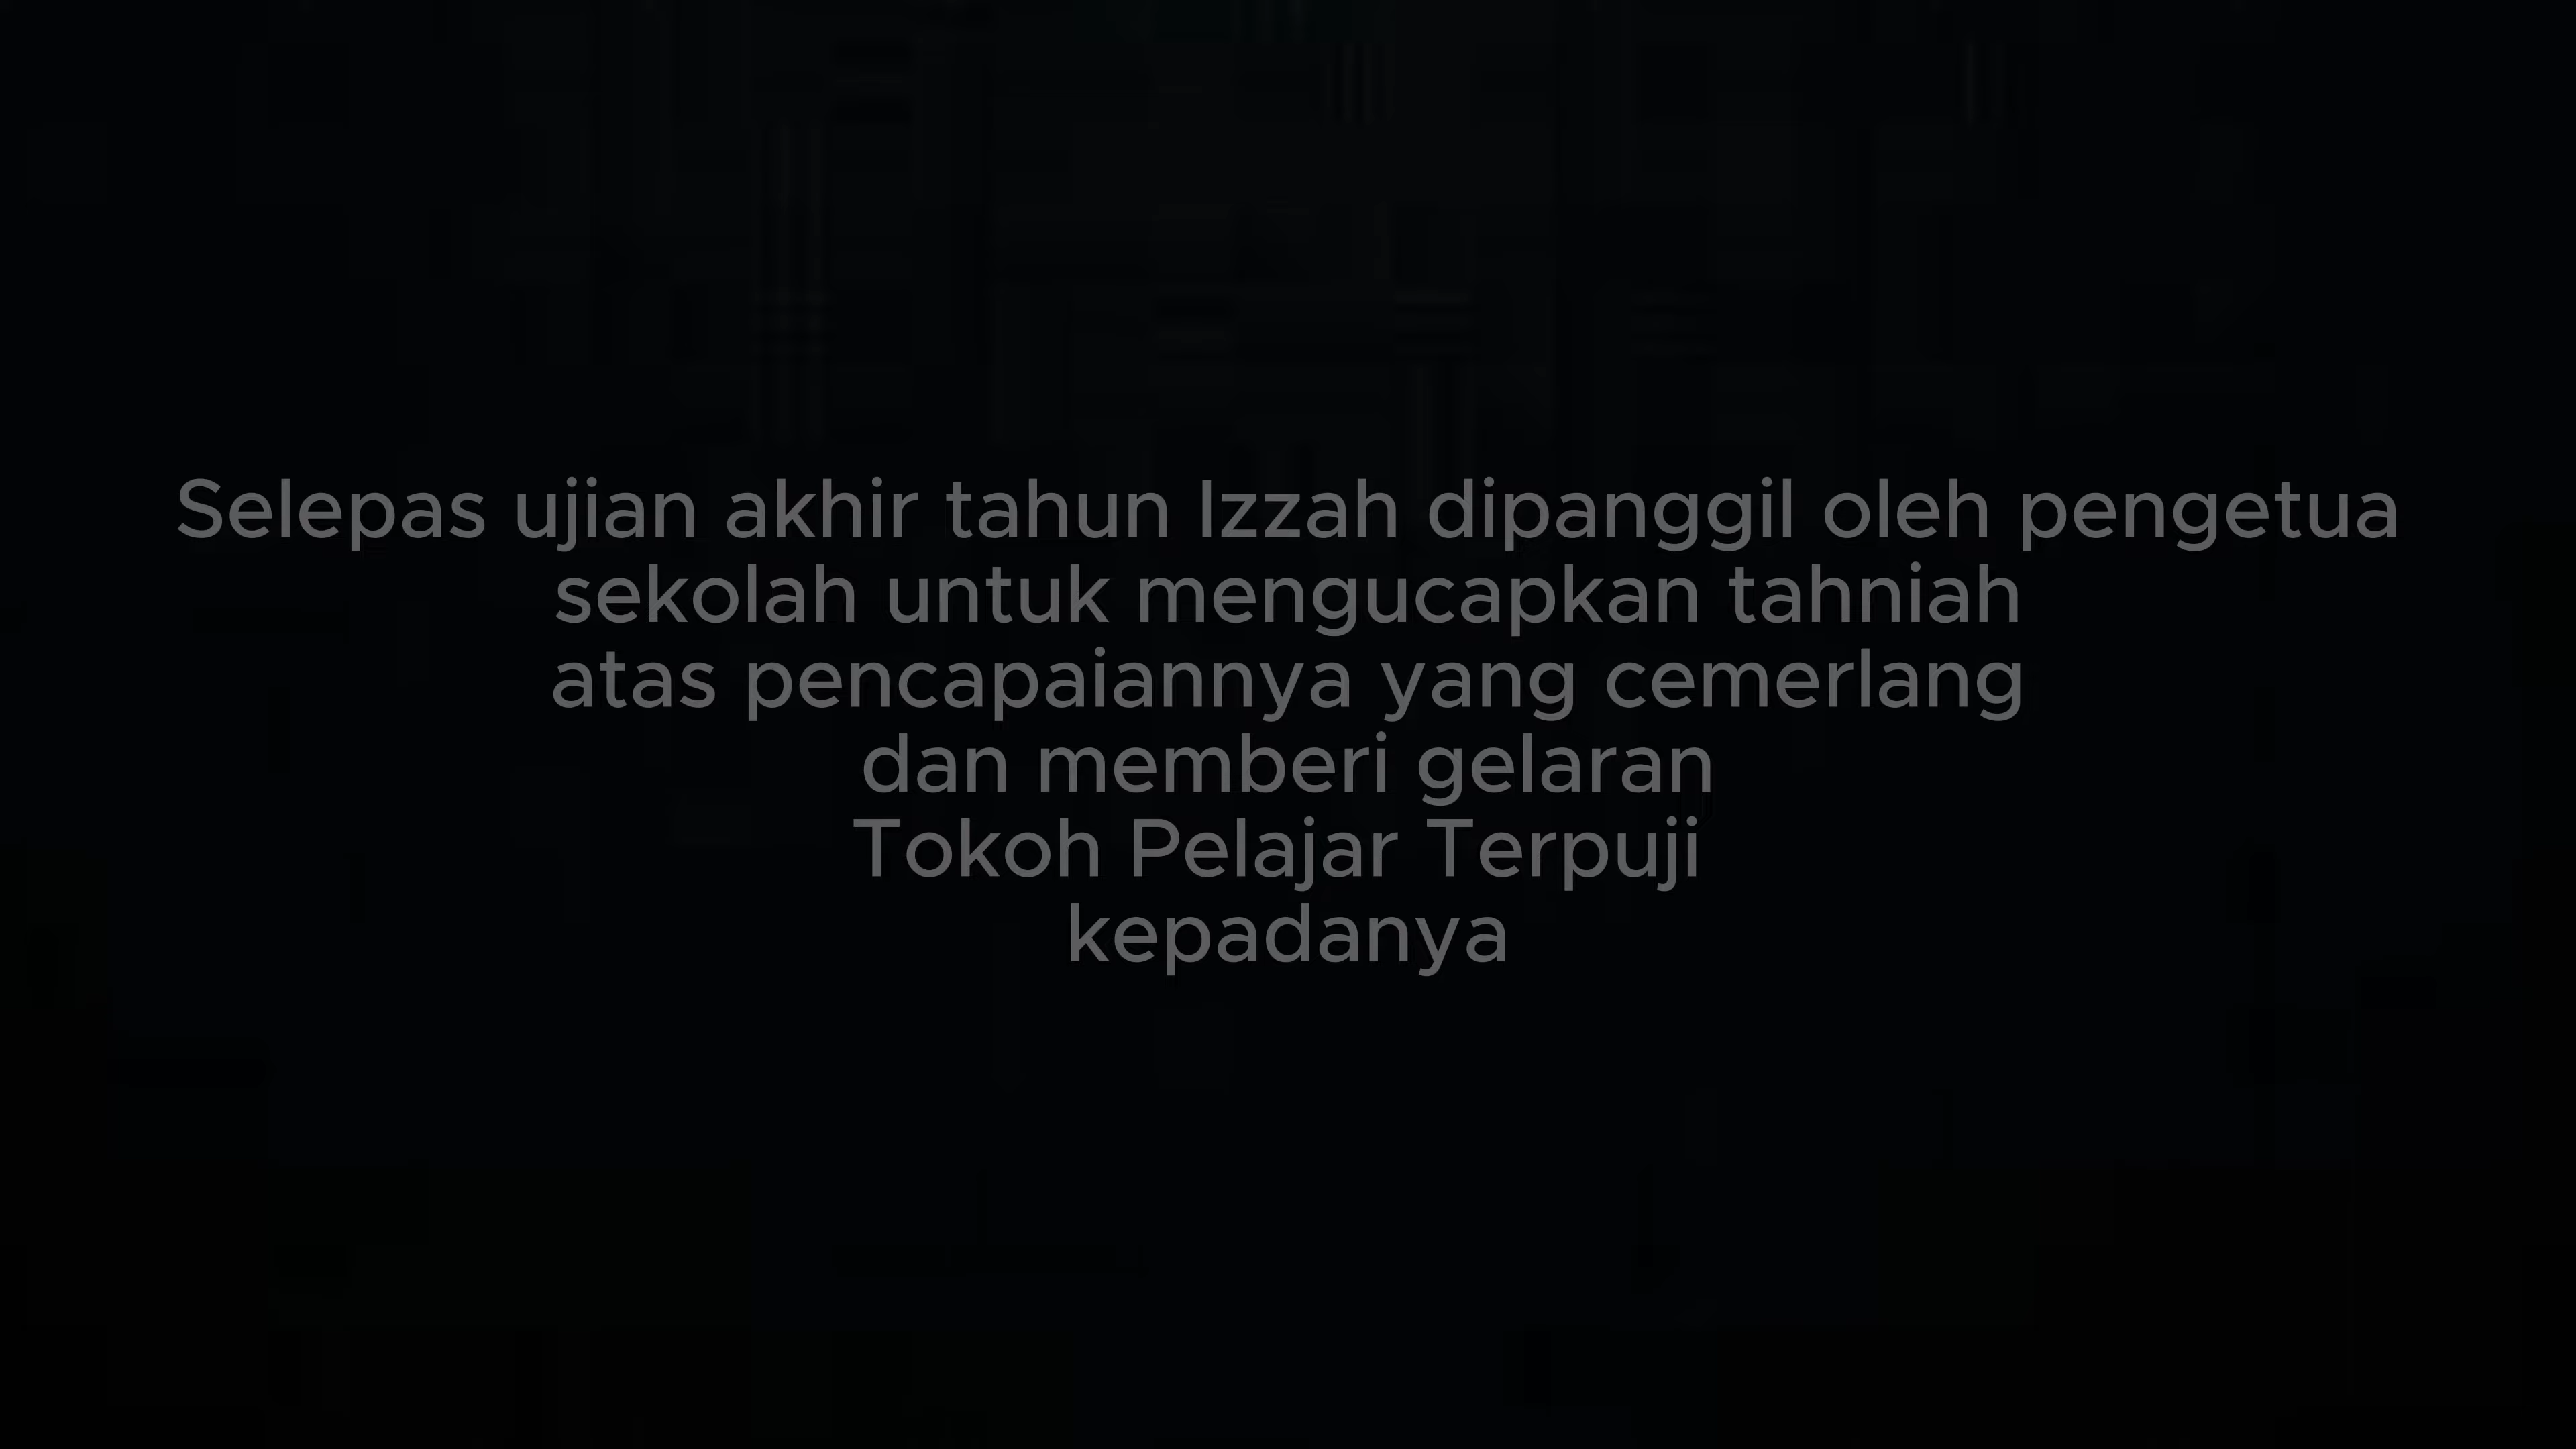 Selepas ujian akhir tahun Izzah dipanggil oleh pengetua
sekolah untuk mengucapkan tahniah
atas pencapaiannya yang cemerlang
dan memberi gelaran
Tokoh Pelajar Terpuji
kepadanya